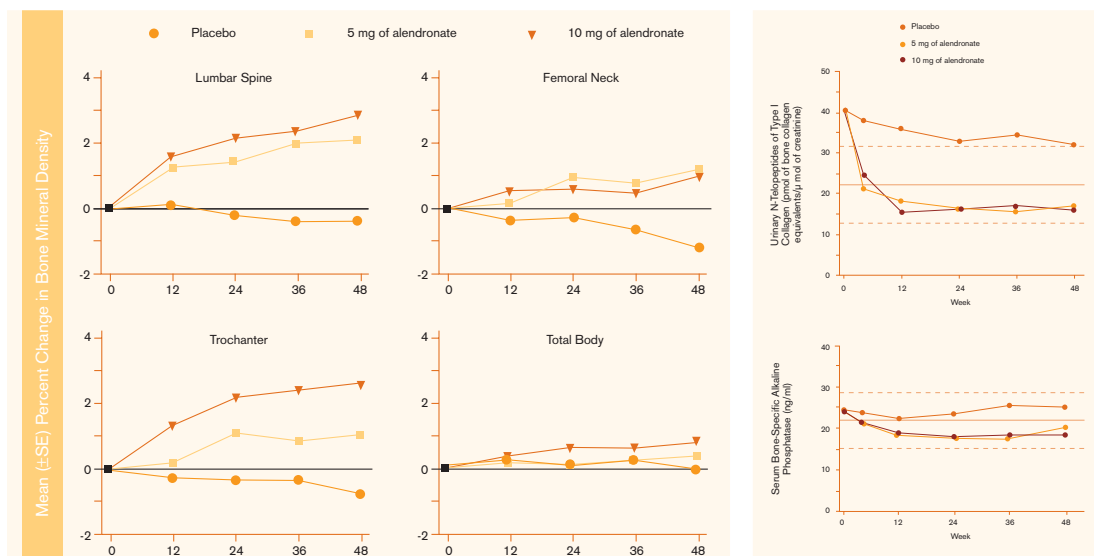 Placebo
5 mg of alendronate
10 mg of alendronate
Mean (±SE) Percent Change in Bone Mineral Density
Lumbar Spine
4
2
0
-2
0 12 24 36 48
Femoral Neck
4
2
0
-2
0 12 24 36 48
Trochanter
4
2
0
-2
0 12 24 36 48
Total Body
4
2
0
-2
0 12 24 36 48
Placebo
5 mg of alendronate
10 mg of alendronate
Urinary N-Telopeptides of Type I
Collagen (pmol of bone collagen
equivalents/µ mol of creatinine)
50
40
30
20
10
0
0 12 24 36 48
Week
Serum Bone-Specific Alkaline
Phosphatase (ng/ml)
40
30
20
10
0
0 12 24 36 48
Week